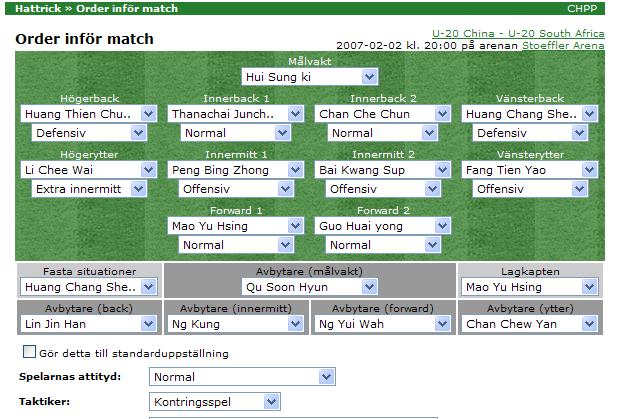 Hattrick » Order inför match CHPP
Order inför match U-20 China - U-20 South Africa
2007-02-02 kl. 20:00 på arenan Stoeffler Arena
Målvakt
Hui Sung ki
Högerback Innerback 1 Innerback 2 Vänsterback
Huang Thien Chu.. Thanachai Junch.. Chan Che Chun Huang Chang She..
Defensiv Normal Normal Defensiv
Högerytter Innermitt 1 Innermitt 2 Vänsterytter
Li Chee Wai Peng Bing Zhong Bai Kwang Sup Fang Tien Yao
Extra innermitt Offensiv Offensiv Offensiv
Forward 1 Forward 2
Mao Yu Hsing Guo Huai yong
Normal Normal
Fasta situationer Avbytare (målvakt) Lagkapten
Huang Chang She.. Qu Soon Hyun Mao Yu Hsing
Avbytare (back) Avbytare (innermitt) Avbytare (forward) Avbytare (ytter)
Lin Jin Han Ng Kung Ng Yui Wah Chan Chew Yan
Gör detta till standarduppställning
Spelarnas attityd: Normal
Taktiker: Kontringsspel